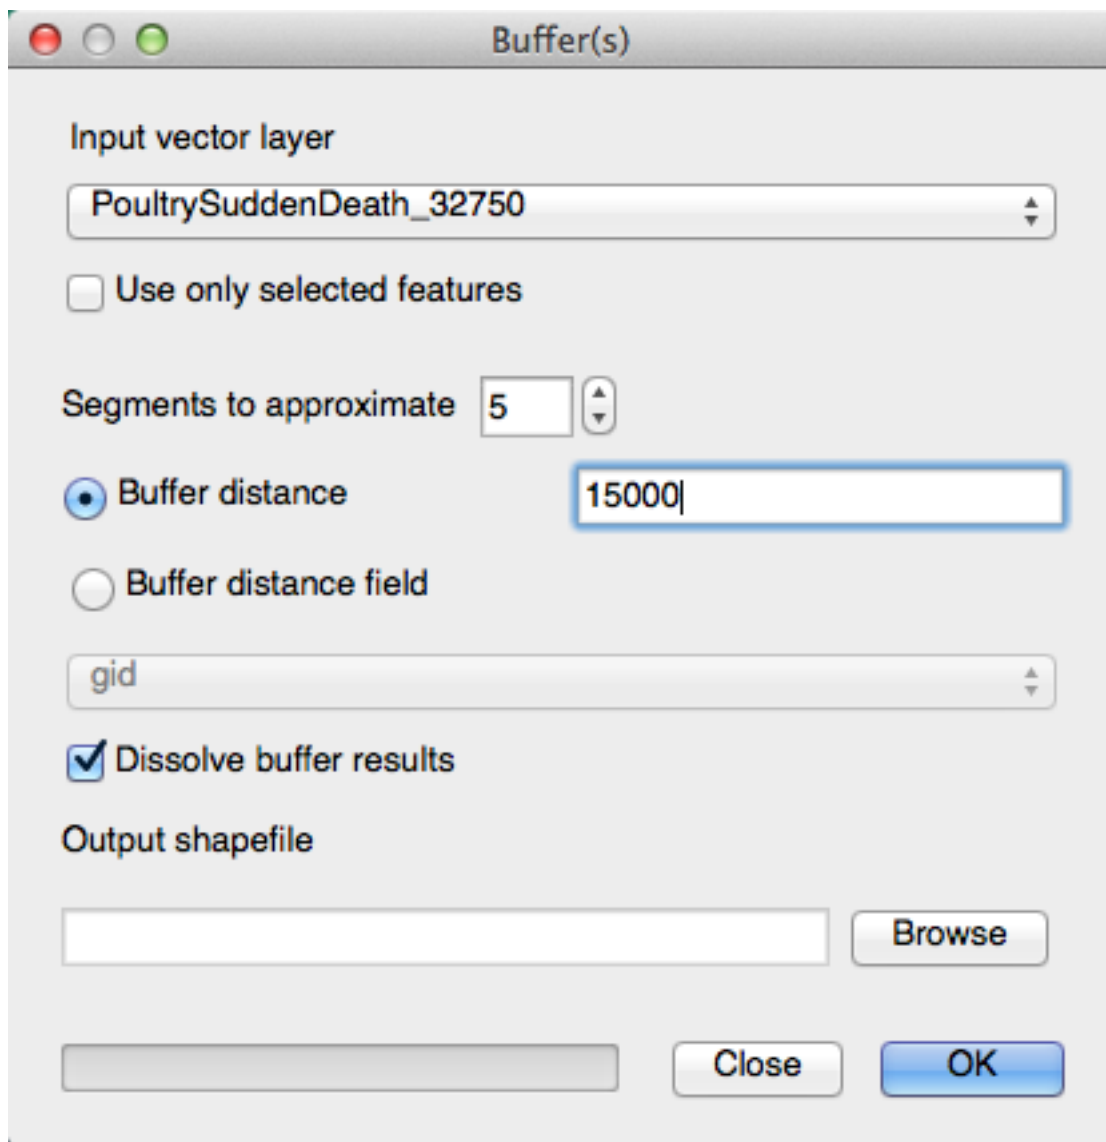 Buffer(s)
Input vector layer
PoultrySuddenDeath_32750
Use only selected features
Segments to approximate 5
Buffer distance 15000
Buffer distance field
gid
Dissolve buffer results
Output shapefile
Browse
Close OK